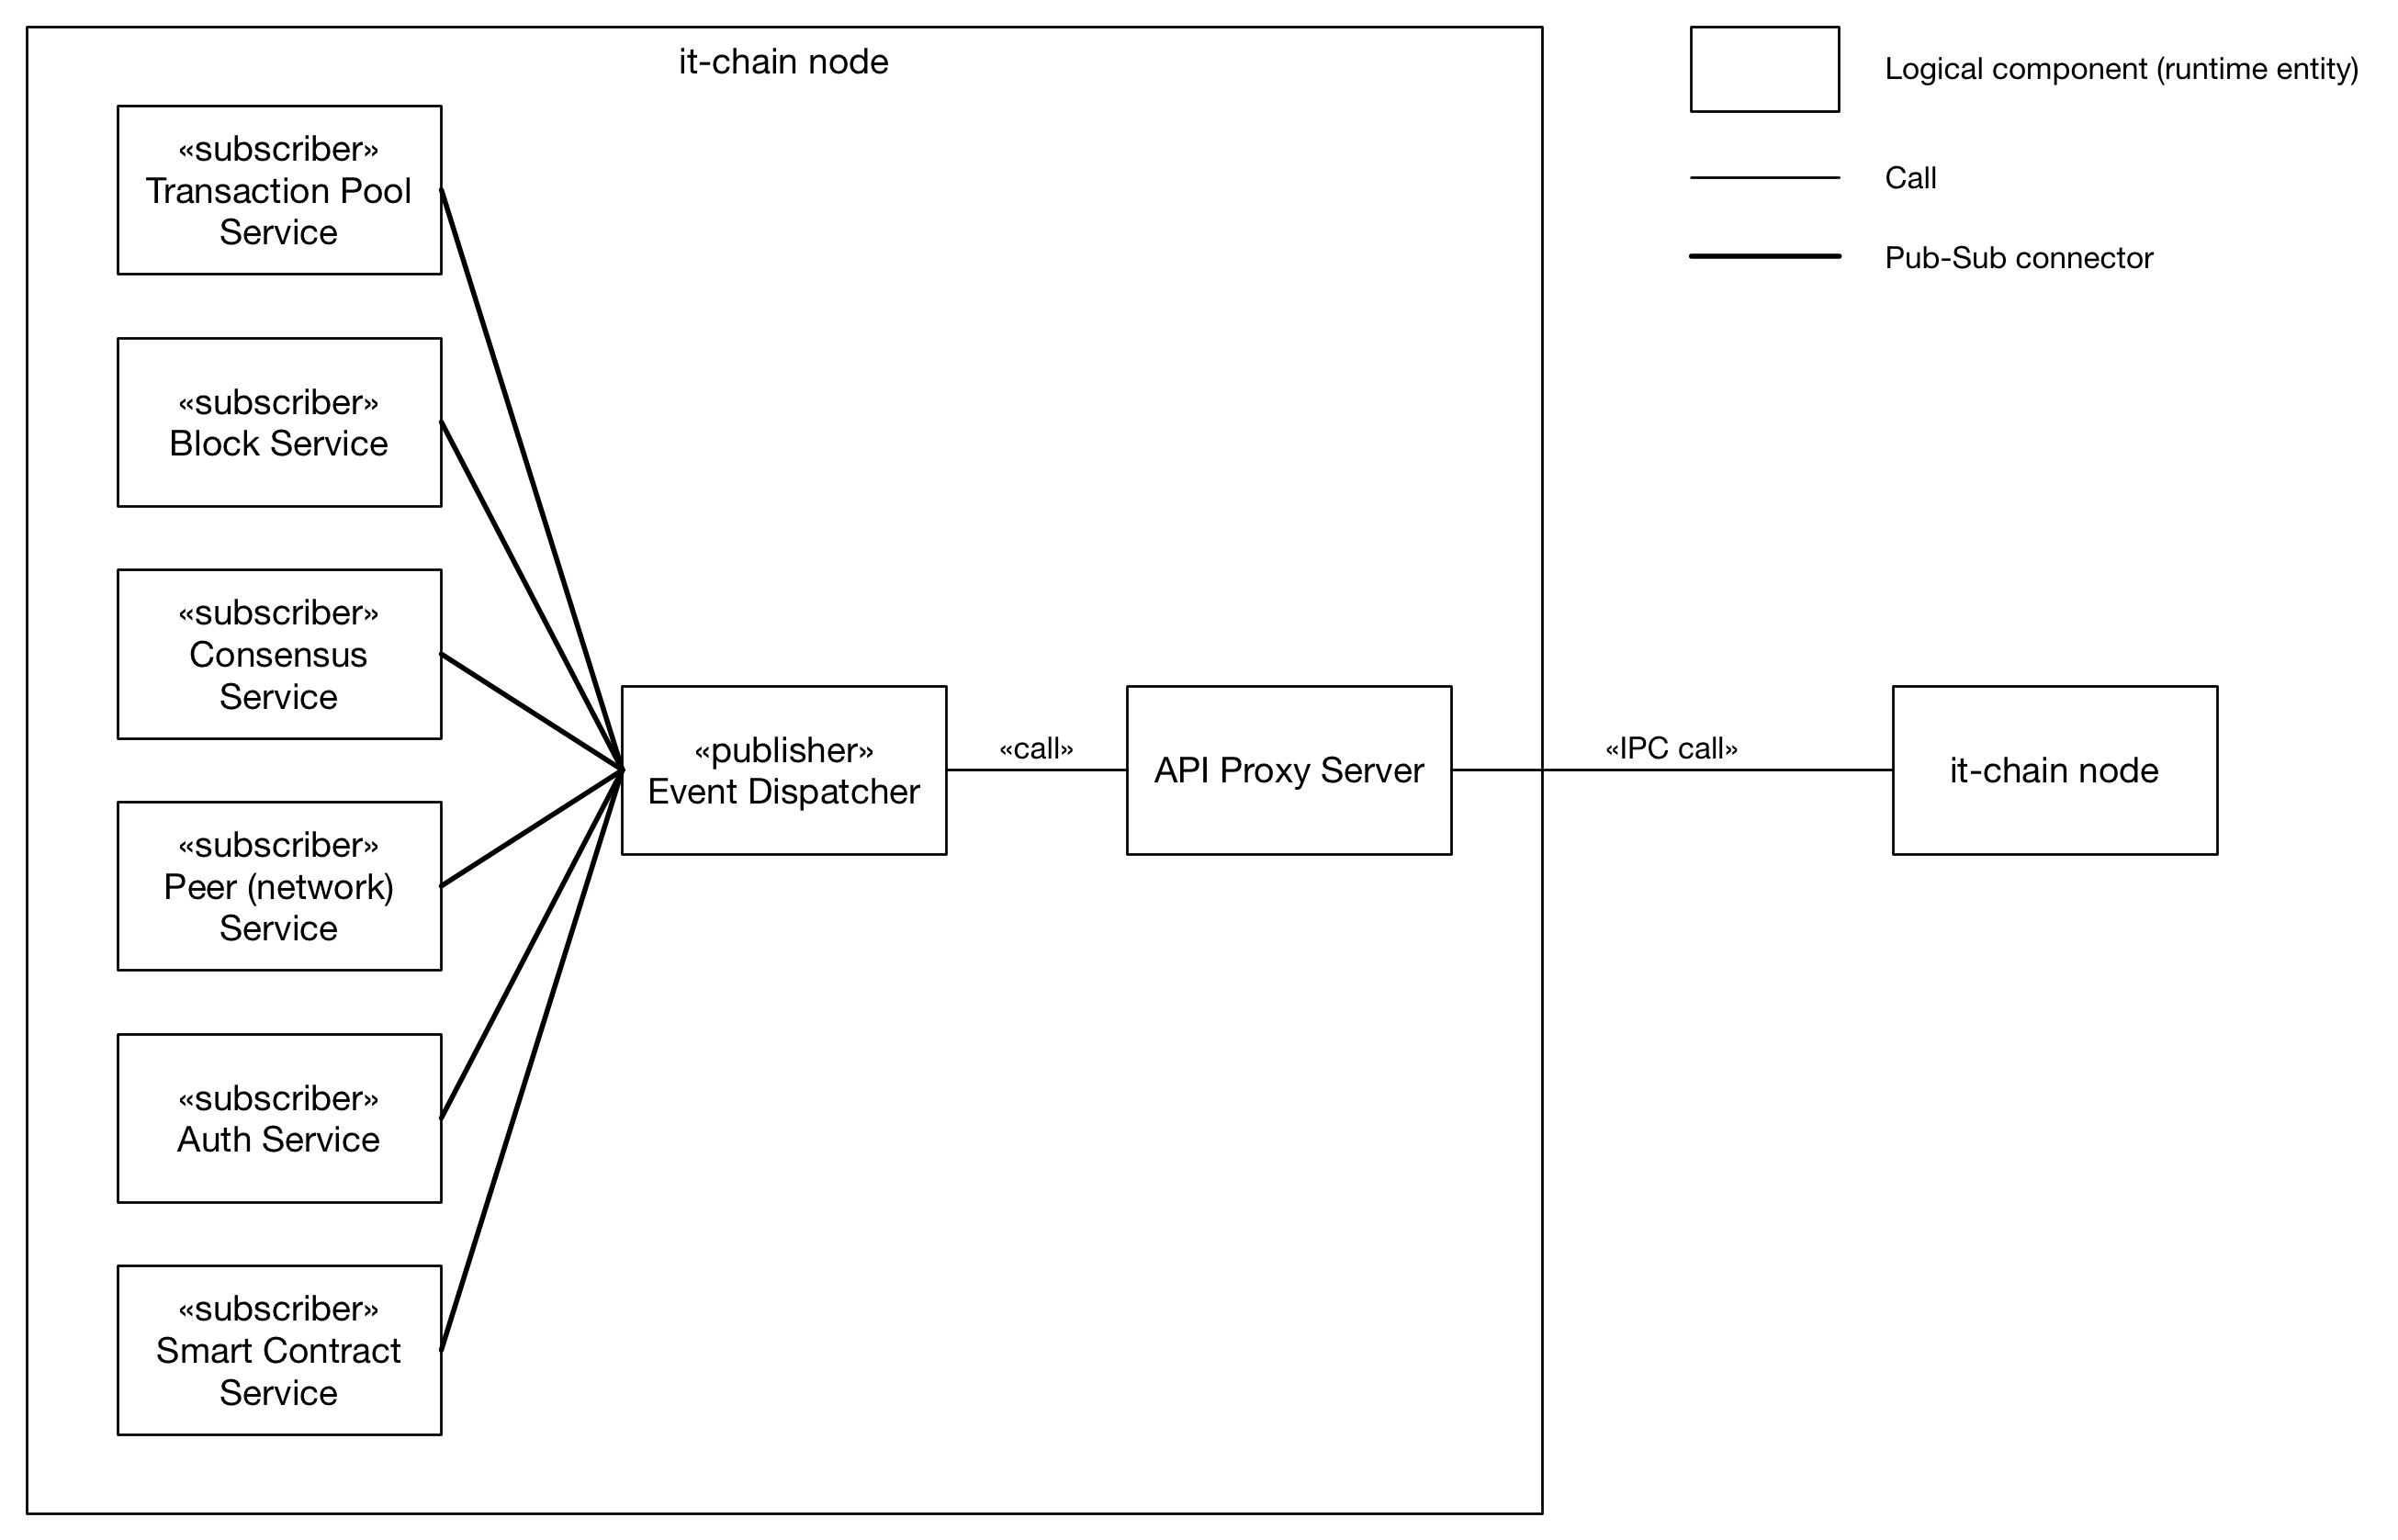 it-chain node
«subscriber»
Transaction Pool
Service
«subscriber»
Block Service
«subscriber»
Consensus
Service
«subscriber»
Peer (network)
Service
«subscriber»
Auth Service
«subscriber»
Smart Contract
Service
«publisher»
Event Dispatcher
«call»
API Proxy Server
«IPC call»
it-chain node
Logical component (runtime entity)
Call
Pub-Sub connector